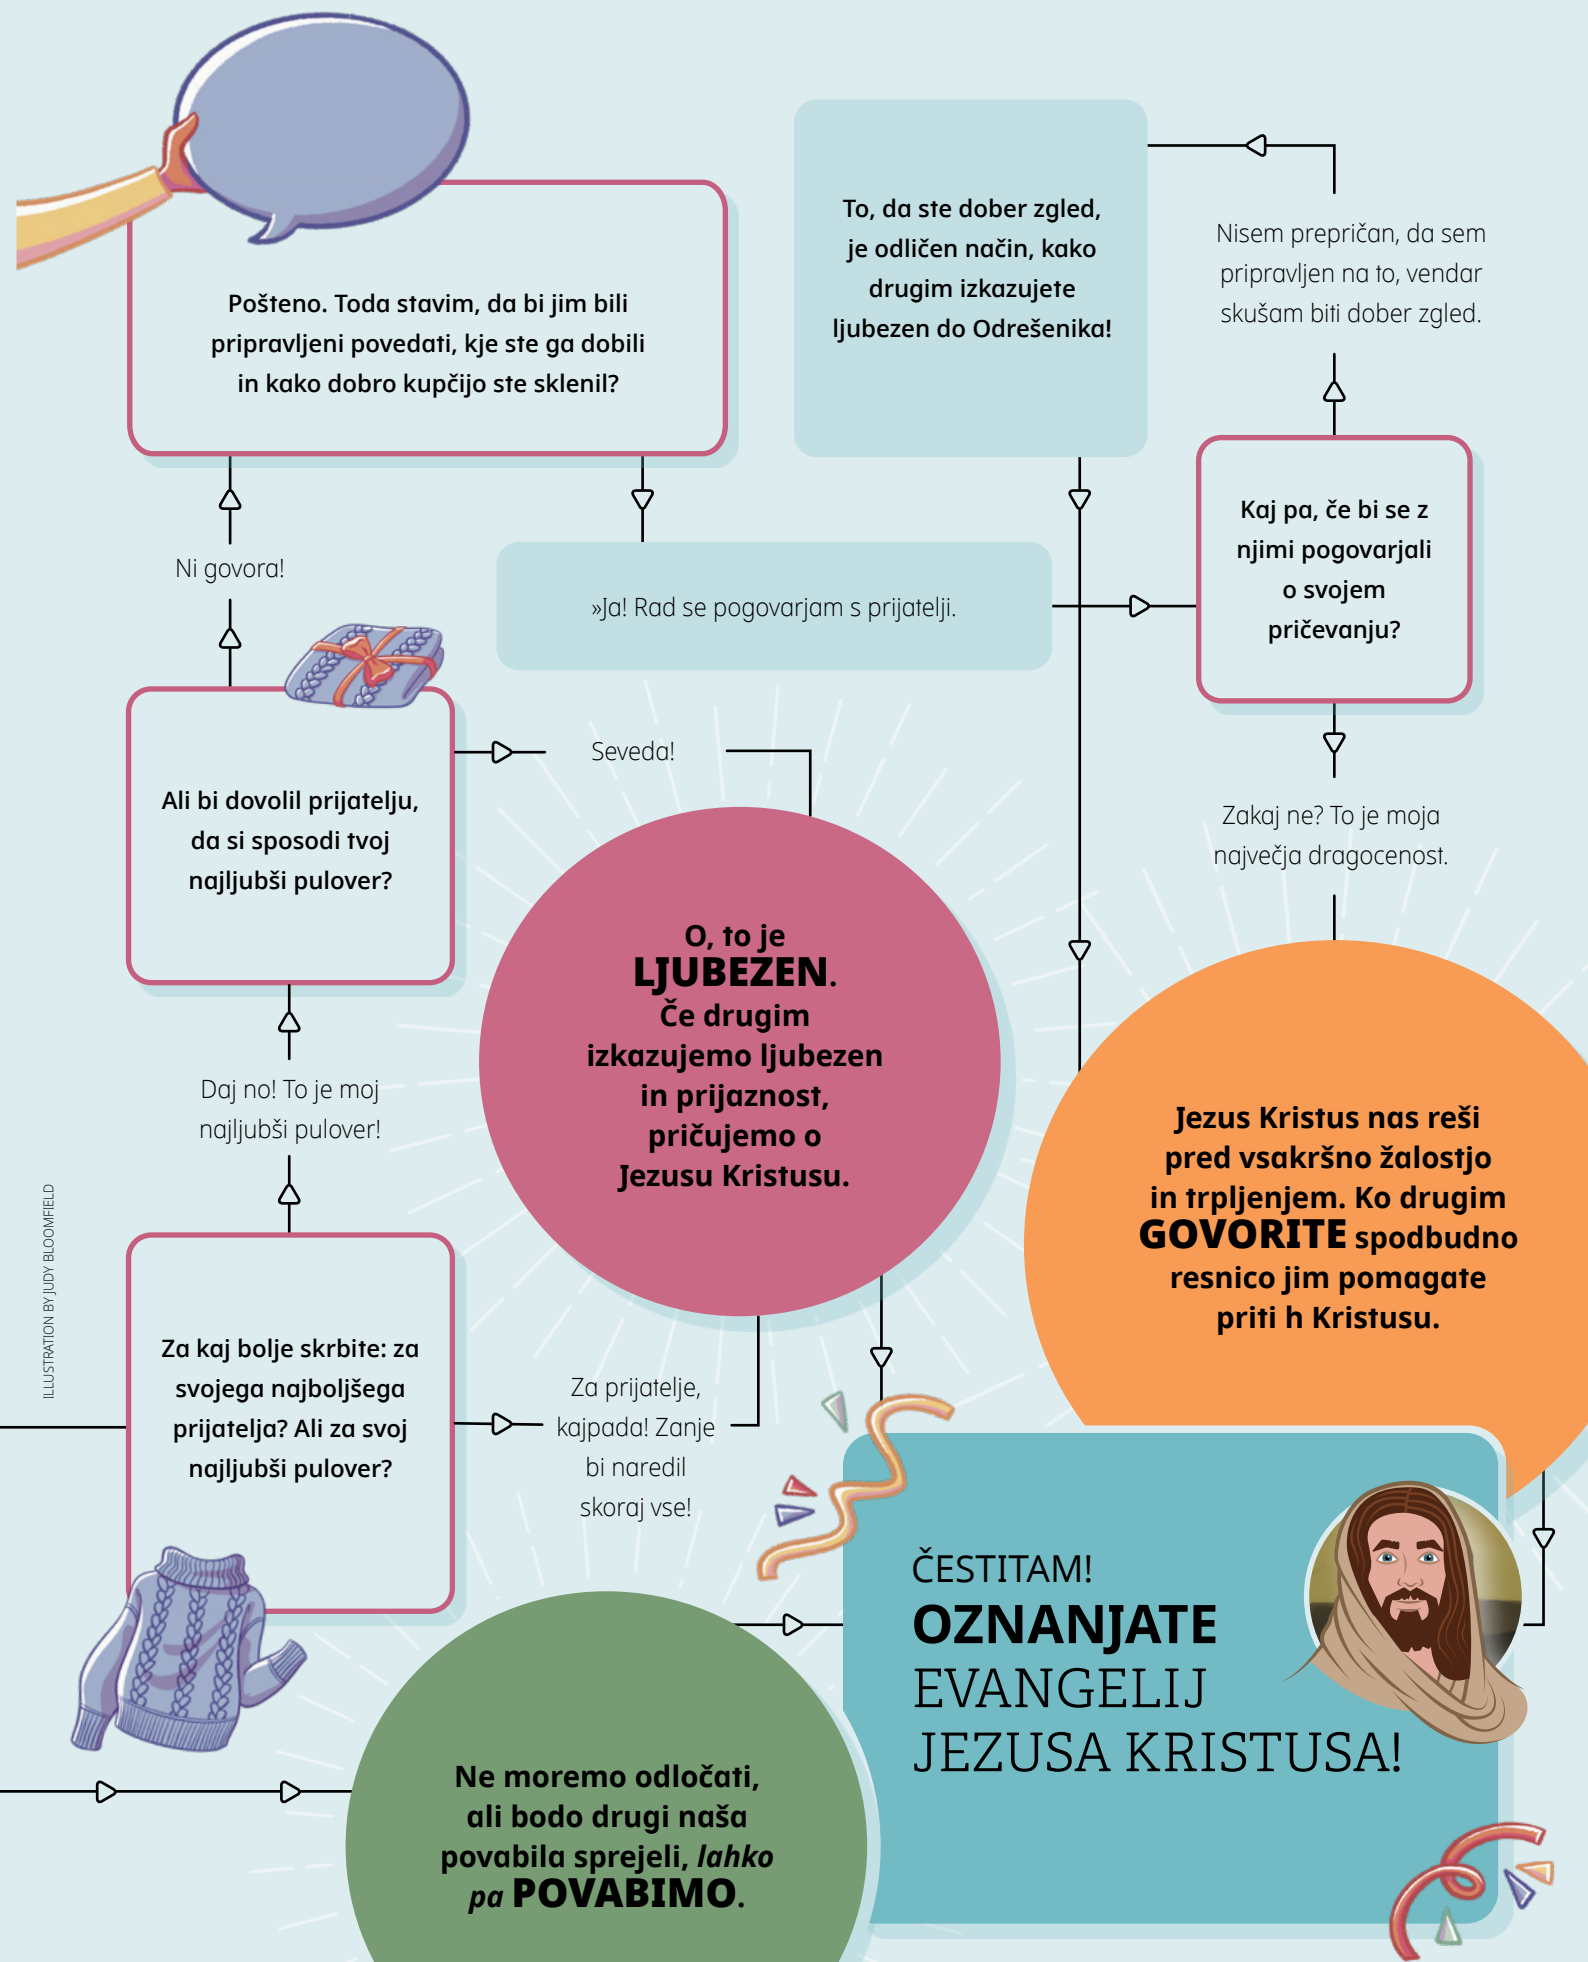 Pošteno. Toda stavim, da bi jim bili
pripravljeni povedati, kje ste ga dobili
in kako dobro kupčijo ste sklenil?
To, da ste dober zgled,
je odličen način, kako
drugim izkazujete
ljubezen do Odrešenika!
Nisem prepričan, da sem
pripravljen na to, vendar
skušam biti dober zgled.
Kaj pa, če bi se z
njimi pogovarjali
o svojem
pričevanju?
Ni govora!
»Ja! Rad se pogovarjam s prijatelji.
Seveda!
Ali bi dovolil prijatelju,
da si sposodi tvoj
najljubši pulover?
Zakaj ne? To je moja
največja dragocenost.
O, to je
LJUBEZEN.
Če drugim
izkazujemo ljubezen
in prijaznost,
pričujemo o
Jezusu Kristusu.
Daj no! To je moj
najljubši pulover!
Jezus Kristus nas reši
pred vsakršno žalostjo
in trpljenjem. Ko drugim
GOVORITE spodbudno
resnico jim pomagate
priti h Kristusu.
ILLUSTRATION BY JUDY BLOOMFIELD
Za kaj bolje skrbite: za
svojega najboljšega
prijatelja? Ali za svoj
najljubši pulover?
Za prijatelje,
kajpada! Zanje
bi naredil
skoraj vse!
ČESTITAM!
OZNANJATE
EVANGELIJ
JEZUSA KRISTUSA!
Ne moremo odločati,
ali bodo drugi naša
povabila sprejeli, lahko
pa POVABIMO.